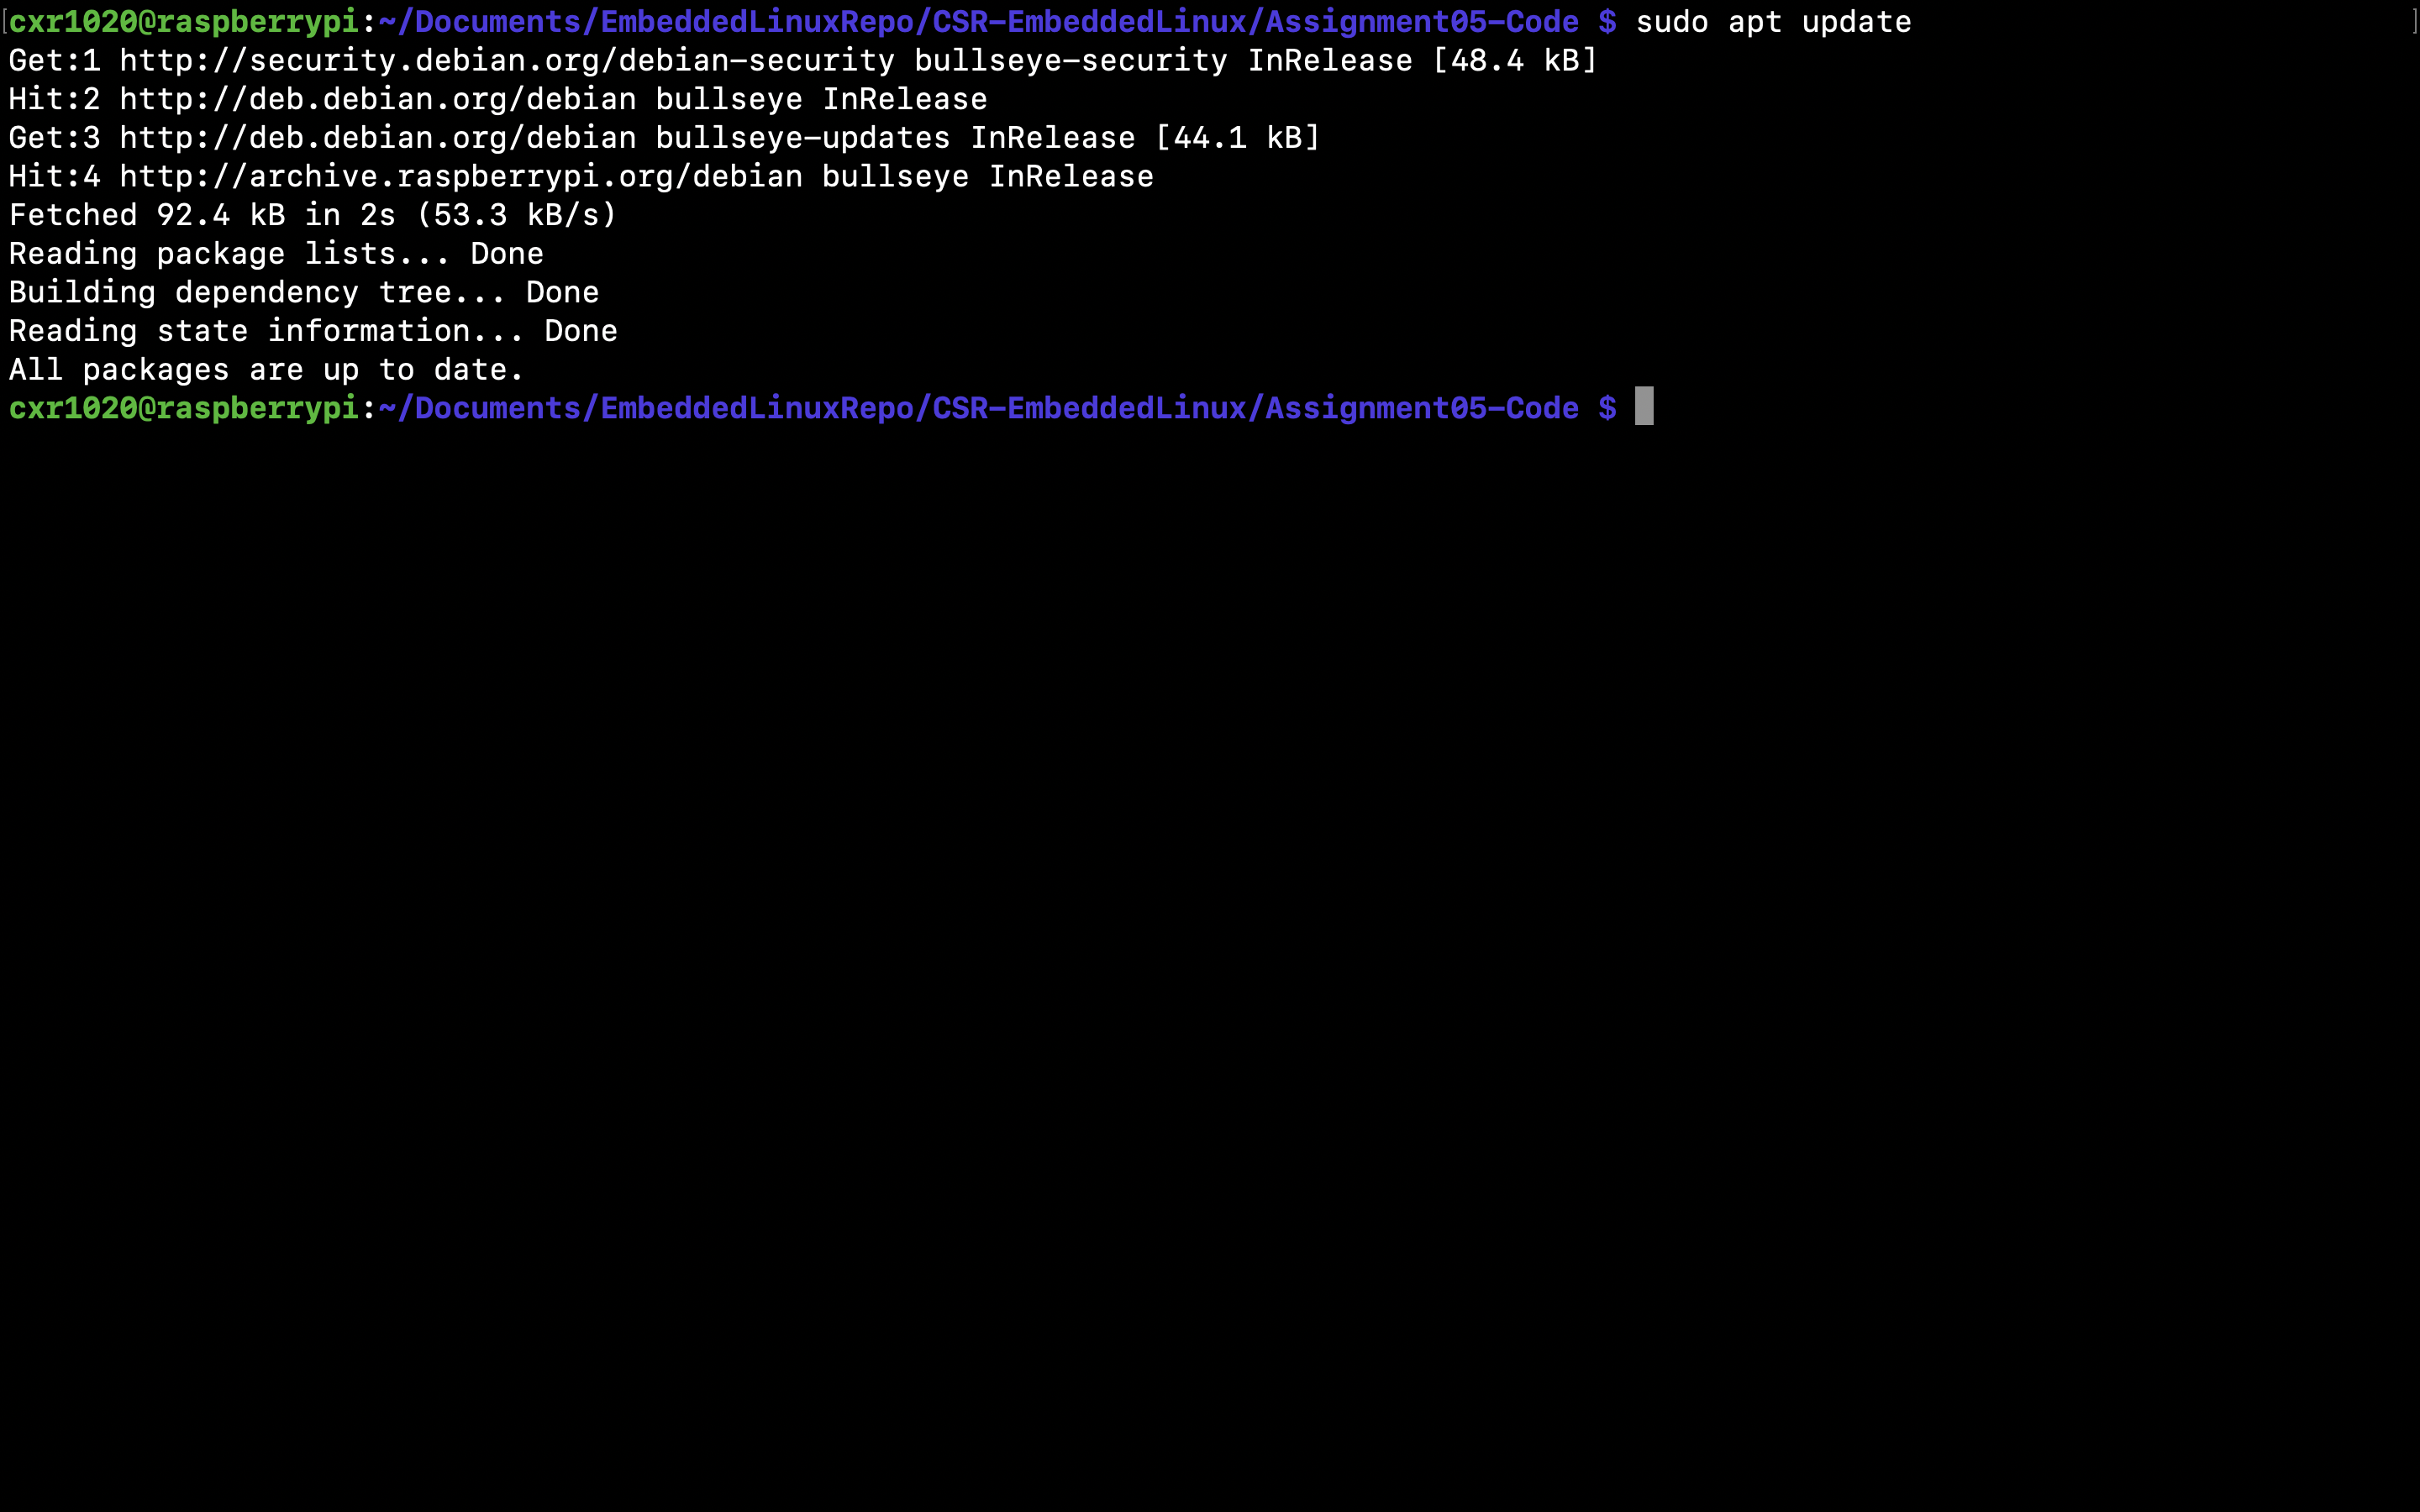 [cxr1020@raspberrypi:~/Documents/EmbeddedLinuxRepo/CSR-EmbeddedLinux/Assignment05-Code $ sudo apt update ]
Get:1 http://security.debian.org/debian-security bullseye-security InRelease [48.4 kB]
Hit:2 http://deb.debian.org/debian bullseye InRelease
Get:3 http://deb.debian.org/debian bullseye-updates InRelease [44.1 kB]
Hit:4 http://archive.raspberrypi.org/debian bullseye InRelease
Fetched 92.4 kB in 2s (53.3 kB/s)
Reading package lists... Done
Building dependency tree... Done
Reading state information... Done
All packages are up to date.
cxr1020@raspberrypi:~/Documents/EmbeddedLinuxRepo/CSR-EmbeddedLinux/Assignment05-Code $